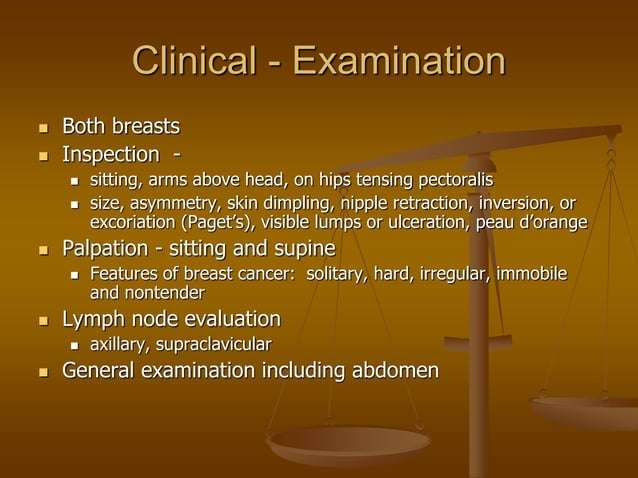 Clinical - Examination
Both breasts
Inspection -
sitting, arms above head, on hips tensing pectoralis
size, asymmetry, skin dimpling, nipple retraction, inversion, or
excoriation (Paget’s), visible lumps or ulceration, peau d’orange
Palpation - sitting and supine
Features of breast cancer: solitary, hard, irregular, immobile
and nontender
Lymph node evaluation
axillary, supraclavicular
General examination including abdomen